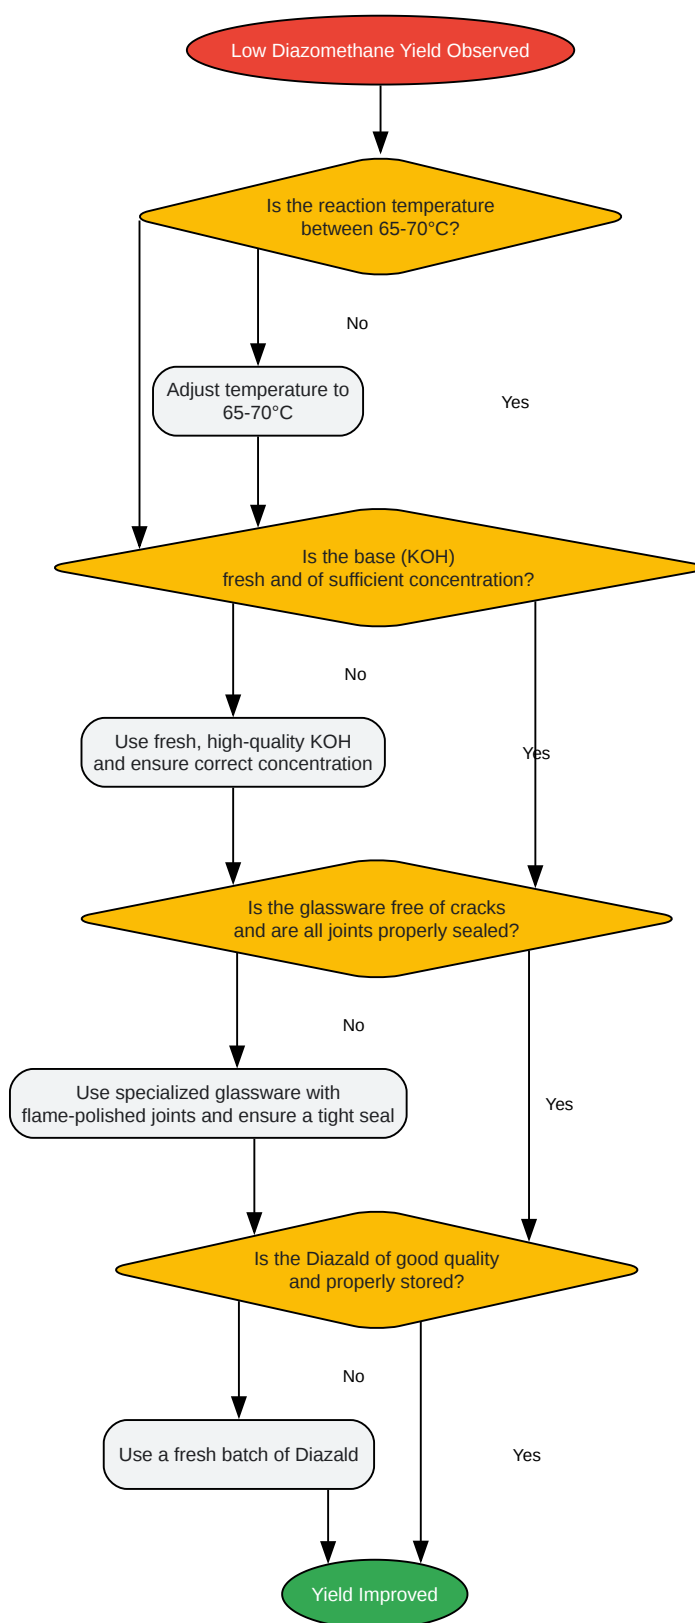 Low Diazomethane Yield Observed
Is the reaction temperature
between 65-70°C?
No
Adjust temperature to
65-70°C
Yes
Is the base (KOH)
fresh and of sufficient concentration?
No
Use fresh, high-quality KOH
and ensure correct concentration
Yes
Is the glassware free of cracks
and are all joints properly sealed?
No
Use specialized glassware with
flame-polished joints and ensure a tight seal
Yes
Is the Diazald of good quality
and properly stored?
No
Use a fresh batch of Diazald
Yes
Yield Improved